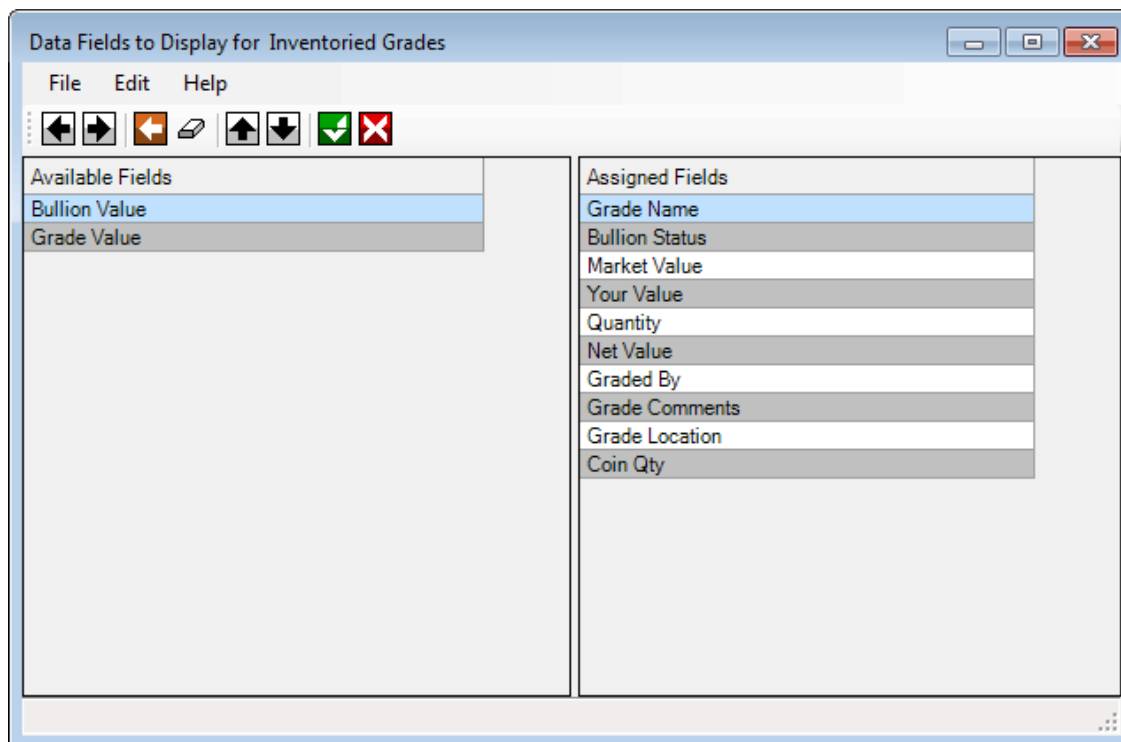 Data Fields to Display for Inventoried Grades
File Edit Help
Available Fields
Bullion Value
Grade Value
Assigned Fields
Grade Name
Bullion Status
Market Value
Your Value
Quantity
Net Value
Graded By
Grade Comments
Grade Location
Coin Qty